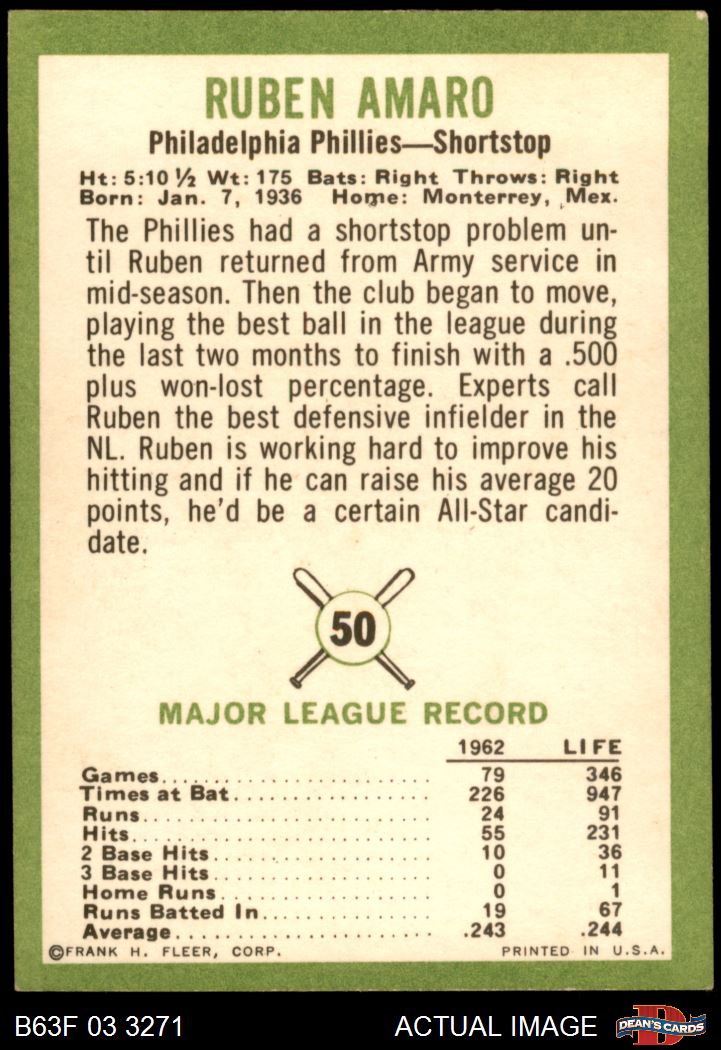 RUBEN AMARO
Philadelphia Phillies—Shortstop
Ht: 5:10 ½ Wt: 175 Bats: Right Throws: Right
Born: Jan. 7, 1936 Home: Monterrey, Mex.
The Phillies had a shortstop problem un-
til Ruben returned from Army service in
mid-season. Then the club began to move,
playing the best ball in the league during
the last two months to finish with a .500
plus won-lost percentage. Experts call
Ruben the best defensive infielder in the
NL. Ruben is working hard to improve his
hitting and if he can raise his average 20
points, he'd be a certain All-Star candi-
date.
50
MAJOR LEAGUE RECORD
1962 LIFE
Games 79 346
Times at Bat 226 947
Runs 24 91
Hits 55 231
2 Base Hits 10 36
3 Base Hits 0 11
Home Runs 0 1
Runs Batted In 19 67
Average .243 .244
©FRANK H. FLEER, CORP. PRINTED IN U.S.A.
B63F 03 3271 ACTUAL IMAGE D DEAN'S CARDS